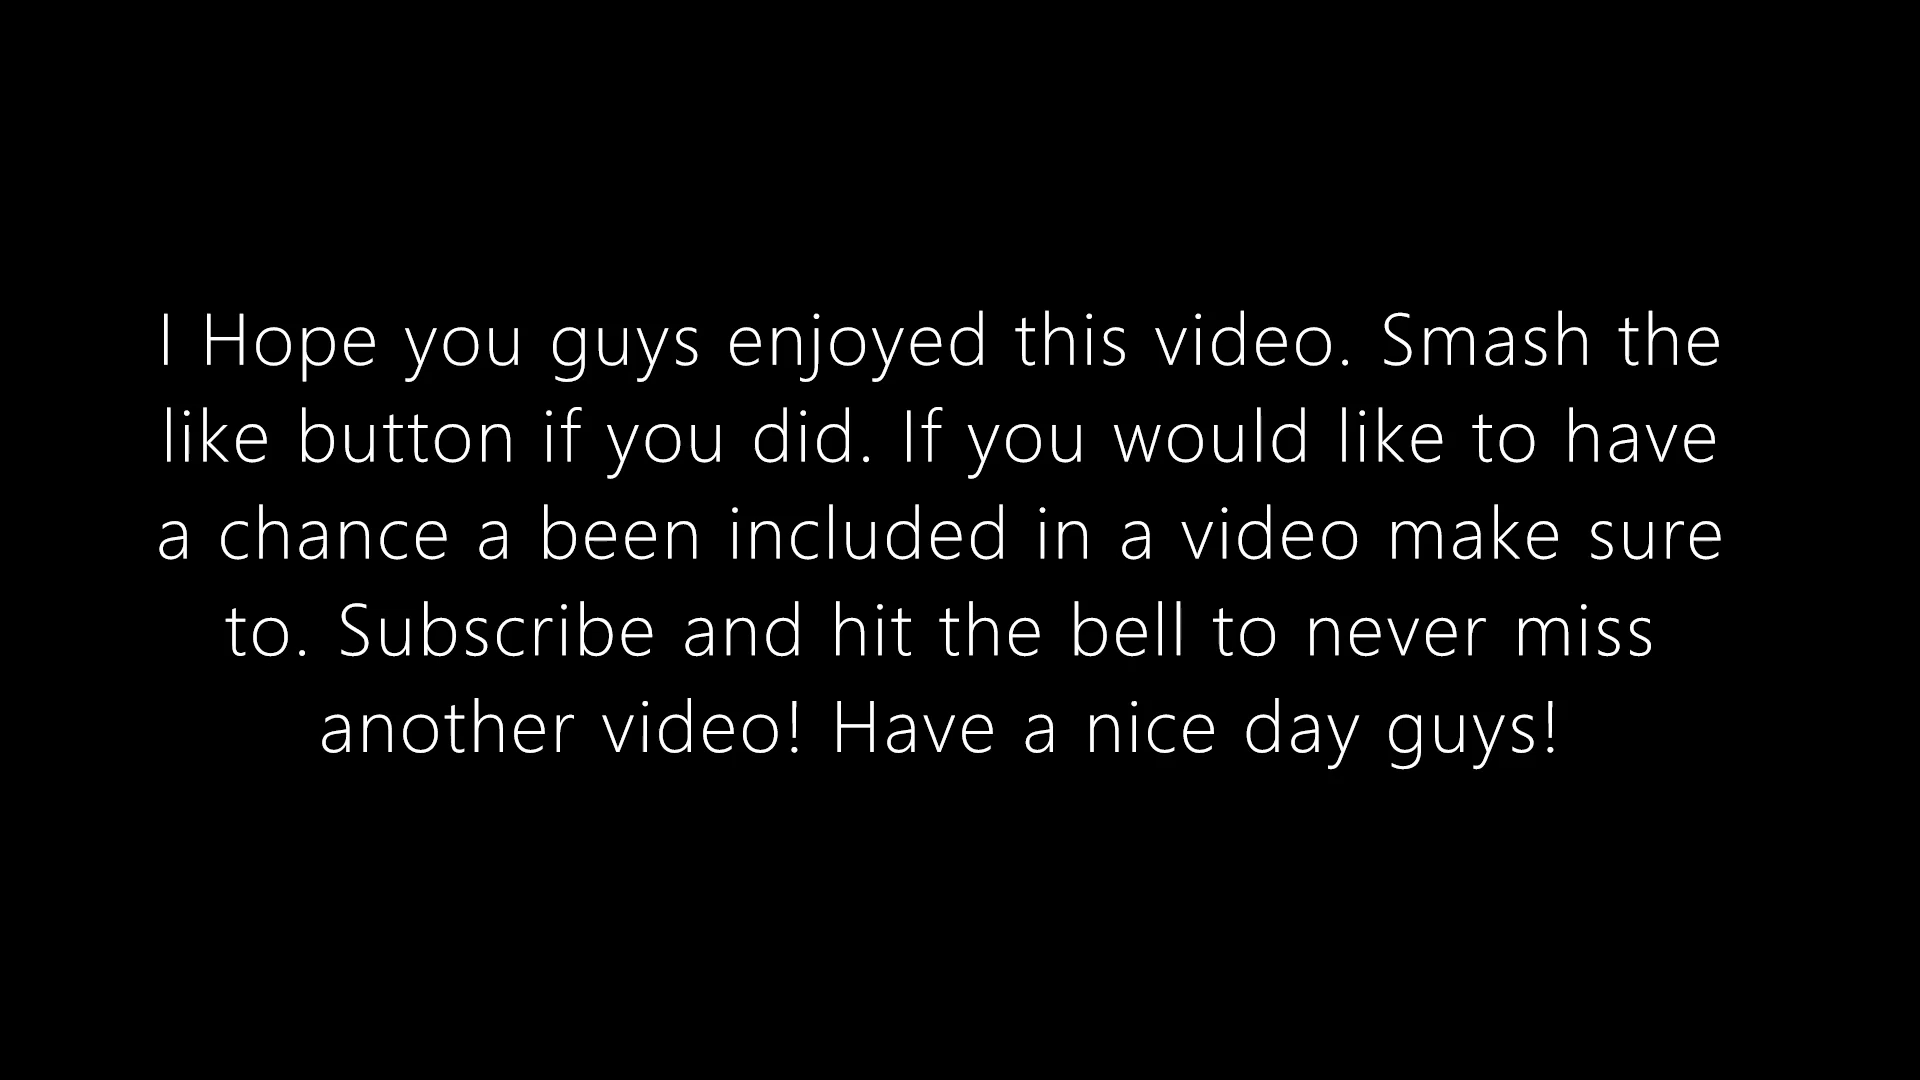 I Hope you guys enjoyed this video. Smash the
like button if you did. If you would like to have
a chance a been included in a video make sure
to. Subscribe and hit the bell to never miss
another video! Have a nice day guys!